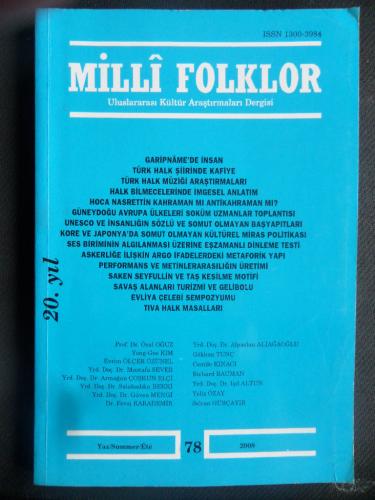 ISSN 1300-3984
MİLLÎ FOLKLOR
Uluslararası Kültür Araştırmaları Dergisi
GARİPNÂME'DE İNSAN
TÜRK HALK ŞİİRİNDE KAFİYE
TÜRK HALK MÜZİĞİ ARAŞTIRMALARI
HALK BİLMECELERİNDE İMGESEL ANLATIM
HOCA NASRETTİN KAHRAMAN MI ANTİKAHRAMAN MI?
GÜNEYDOĞU AVRUPA ÜLKELERİ SOKÜM UZMANLAR TOPLANTISI
UNESCO VE İNSANLIĞIN SÖZLÜ VE SOMUT OLMAYAN BAŞYAPITLARI
KORE VE JAPONYA'DA SOMUT OLMAYAN KÜLTÜREL MİRAS POLİTİKASI
SES BİRİMİNİN ALGILANMASI ÜZERİNE EŞZAMANLI DİNLEME TESTİ
ASKERLİĞE İLİŞKİN ARGO İFADELERDEKİ METAFORİK YAPI
PERFORMANS VE METİNLERARASILIĞIN ÜRETİMİ
SAKEN SEYFULLİN VE TAŞ KESİLME MOTİFİ
SAVAŞ ALANLARI TURİZMİ VE GELİBOLU
EVLİYA ÇELEBİ SEMPOZYUMU
TIVA HALK MASALLARI
20. yıl
Prof. Dr. Öcal OĞUZ
Yong-Goo KIM
Evrim ÖLÇER ÖZÜNEL
Yrd. Doç. Dr. Mustafa SEVER
Yrd. Doç. Dr. Armağan COŞKUN ELÇİ
Yrd. Doç. Dr. Salahaddin BEKKİ
Yrd. Doç. Dr. Güven MENGİ
Dr. Fevzi KARADEMİR
Yrd. Doç. Dr. Alpaslan ALİAĞAOĞLU
Gökhan TUNÇ
Cemile KINACI
Richard BAUMAN
Yrd. Doç. Dr. Işıl ALTUN
Yeliz ÖZAY
Selcan GÜRÇAYIR
Yaz/Summer/Été
78
2008